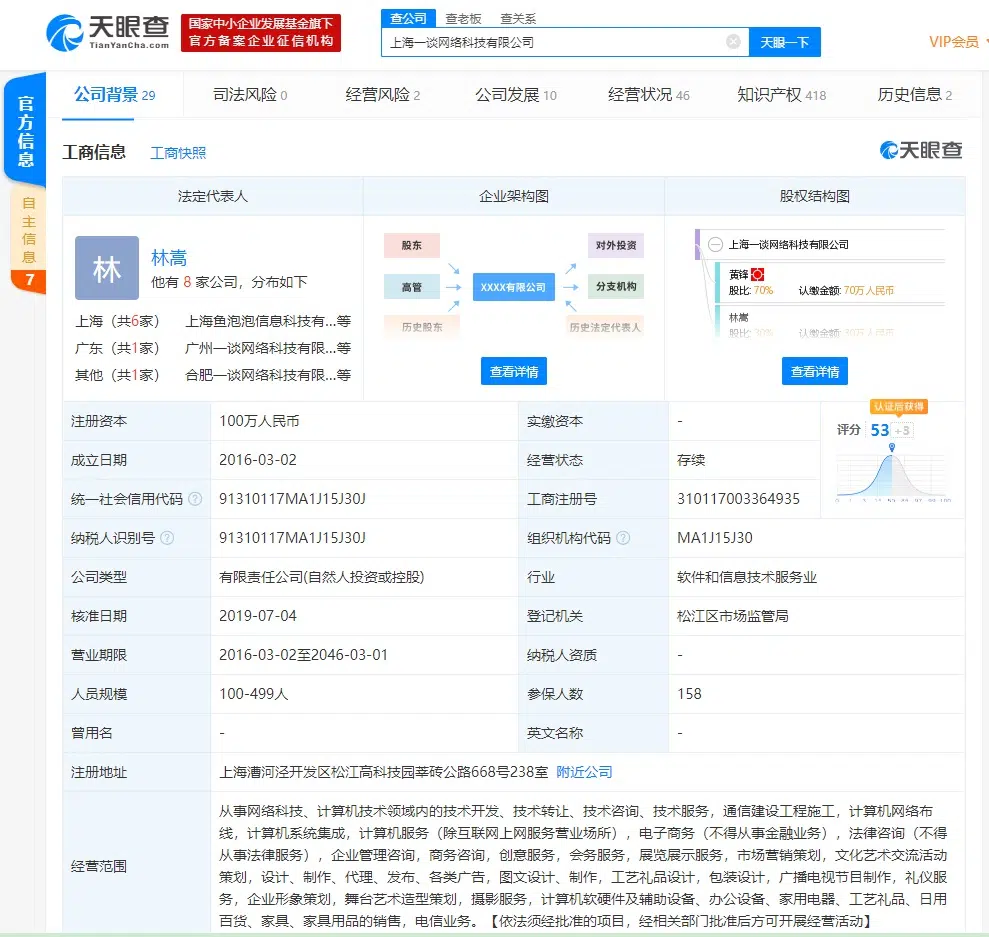 天眼查
TianYanCha.com
国家中小企业发展基金旗下
官方备案企业征信机构
查公司 查老板 查关系
上海一谈网络科技有限公司
天眼一下
VIP会员
官方信息
自主信息
7
公司背景 29 司法风险 0 经营风险 2 公司发展 10 经营状况 46 知识产权 418 历史信息 2
工商信息 工商快照
天眼查
法定代表人 企业架构图 股权结构图
林
林嵩
他有 8 家公司，分布如下
上海（共6家） 上海鱼泡泡信息科技有...等
广东（共1家） 广州一谈网络科技有限...等
其他（共1家） 合肥一谈网络科技有限...等
股东
高管
历史股东
XXXX有限公司
对外投资
分支机构
历史法定代表人
查看详情
上海一谈网络科技有限公司
黄锋
股比: 70% 认缴金额: 70万人民币
林嵩
股比: 30% 认缴金额: 30万人民币
查看详情
注册资本 100万人民币 实缴资本 -
认证后获得
评分 53 +3
成立日期 2016-03-02 经营状态 存续
统一社会信用代码 91310117MA1J15J30J 工商注册号 310117003364935
纳税人识别号 91310117MA1J15J30J 组织机构代码 MA1J15J30
公司类型 有限责任公司(自然人投资或控股) 行业 软件和信息技术服务业
核准日期 2019-07-04 登记机关 松江区市场监管局
营业期限 2016-03-02至2046-03-01 纳税人资质 -
人员规模 100-499人 参保人数 158
曾用名 - 英文名称 -
注册地址 上海漕河泾开发区松江高科技园莘砖公路668号238室 附近公司
经营范围
从事网络科技、计算机技术领域内的技术开发、技术转让、技术咨询、技术服务，通信建设工程施工，计算机网络布
线，计算机系统集成，计算机服务（除互联网上网服务营业场所），电子商务（不得从事金融业务），法律咨询（不得
从事法律服务），企业管理咨询，商务咨询，创意服务，会务服务，展览展示服务，市场营销策划，文化艺术交流活动
策划，设计、制作、代理、发布、各类广告，图文设计、制作，工艺礼品设计，包装设计，广播电视节目制作，礼仪服
务，企业形象策划，舞台艺术造型策划，摄影服务，计算机软硬件及辅助设备、办公设备、家用电器、工艺礼品、日用
百货、家具、家具用品的销售，电信业务。【依法须经批准的项目，经相关部门批准后方可开展经营活动】